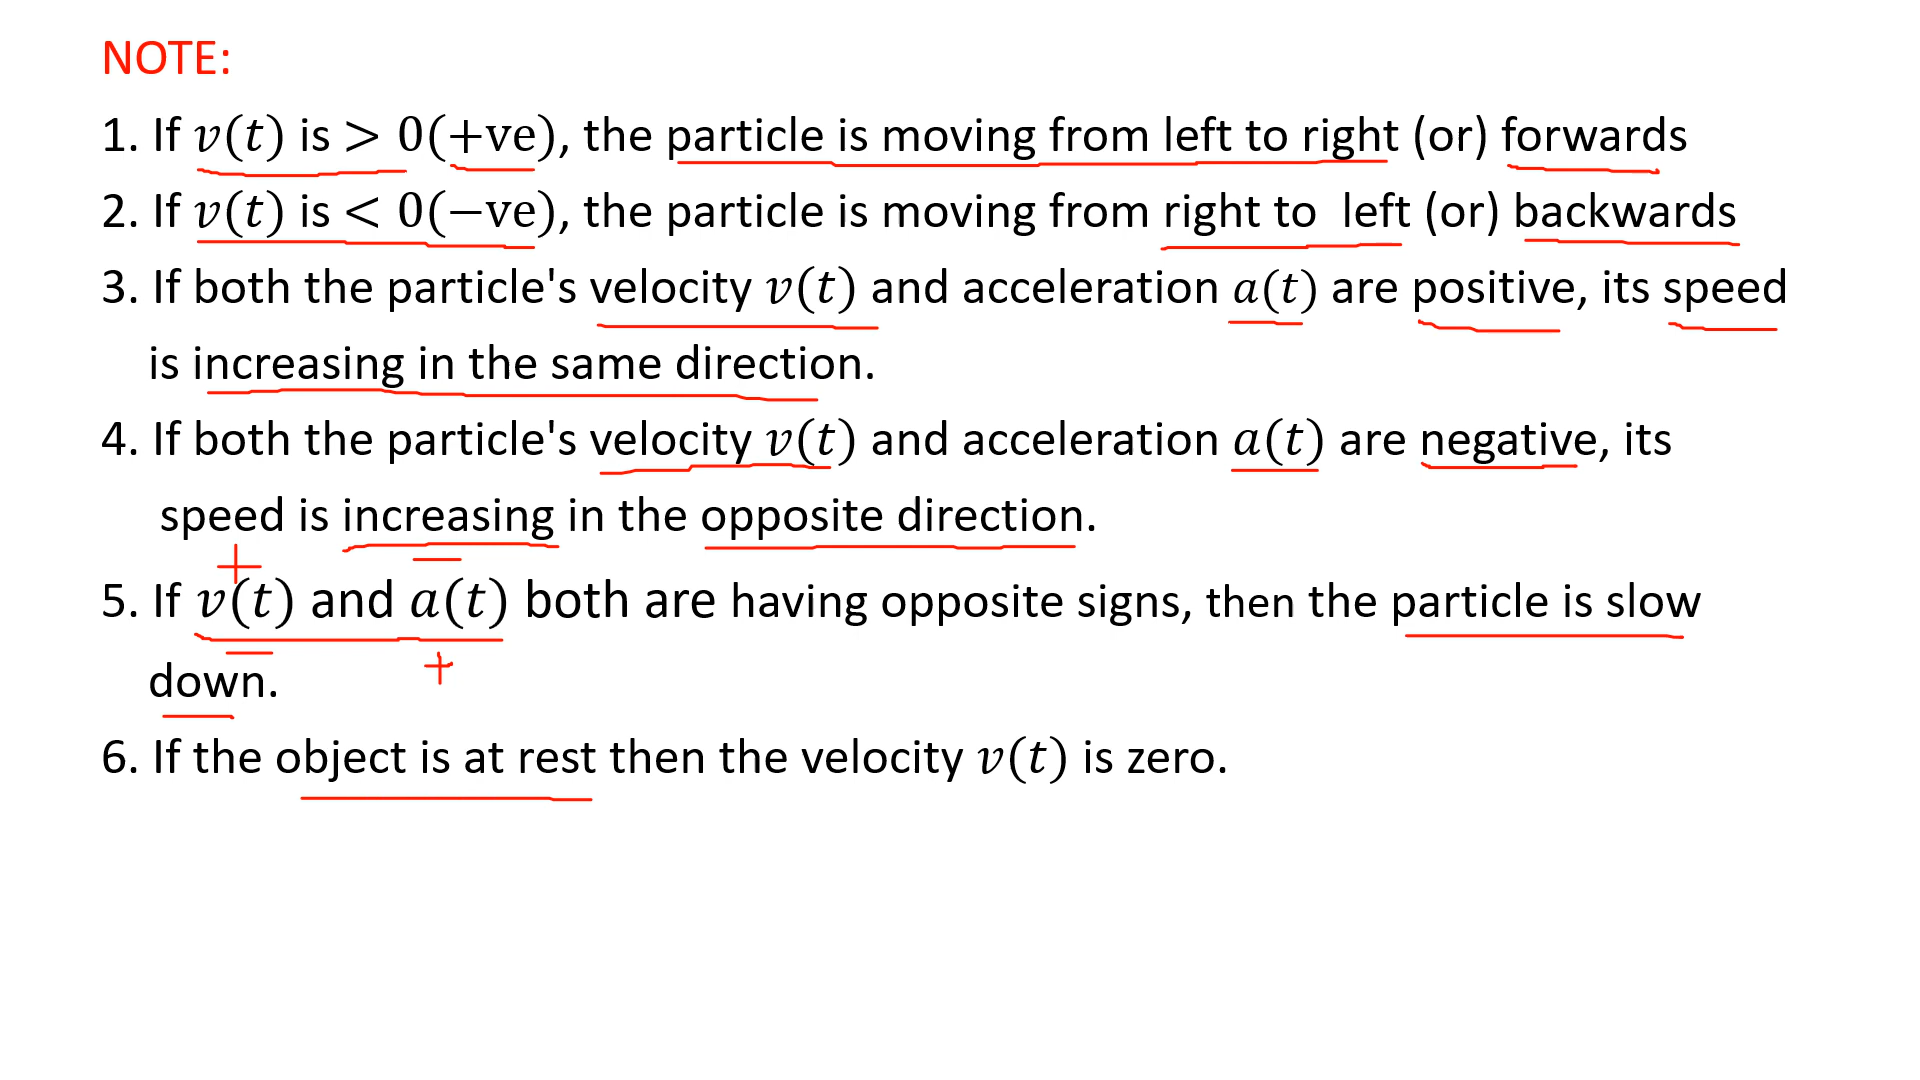 NOTE:
1. If v(t) is > 0(+ve), the particle is moving from left to right (or) forwards
2. If v(t) is < 0(−ve), the particle is moving from right to left (or) backwards
3. If both the particle's velocity v(t) and acceleration a(t) are positive, its speed
is increasing in the same direction.
4. If both the particle's velocity v(t) and acceleration a(t) are negative, its
speed is increasing in the opposite direction.
+ −
5. If v(t) and a(t) both are having opposite signs, then the particle is slow
− +
down.
6. If the object is at rest then the velocity v(t) is zero.